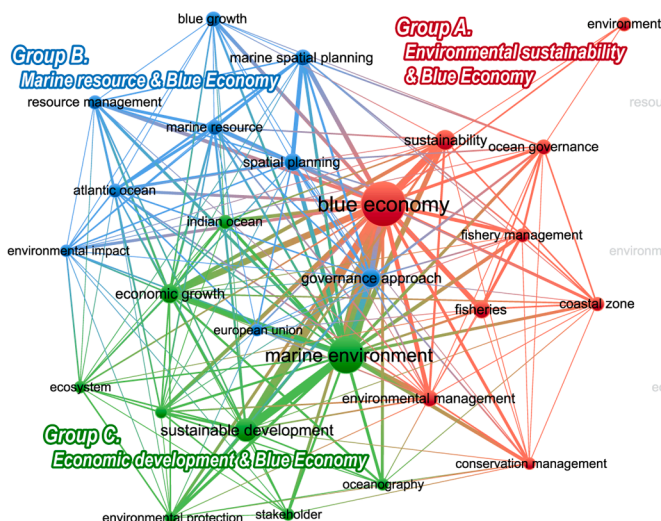 blue growth
environment
Group A.
Environmental sustainability
& Blue Economy
Group B.
Marine resource & Blue Economy
marine spatial planning
resource management
marine resource
sustainability
ocean governance
spatial planning
atlantic ocean
blue economy
indian ocean
fishery management
environmental impact
governance approach
economic growth
fisheries
coastal zone
european union
marine environment
ecosystem
environmental management
Group C.
sustainable development
Economic development & Blue Economy
conservation management
oceanography
environmental protection
stakeholder
resou
environm
ec